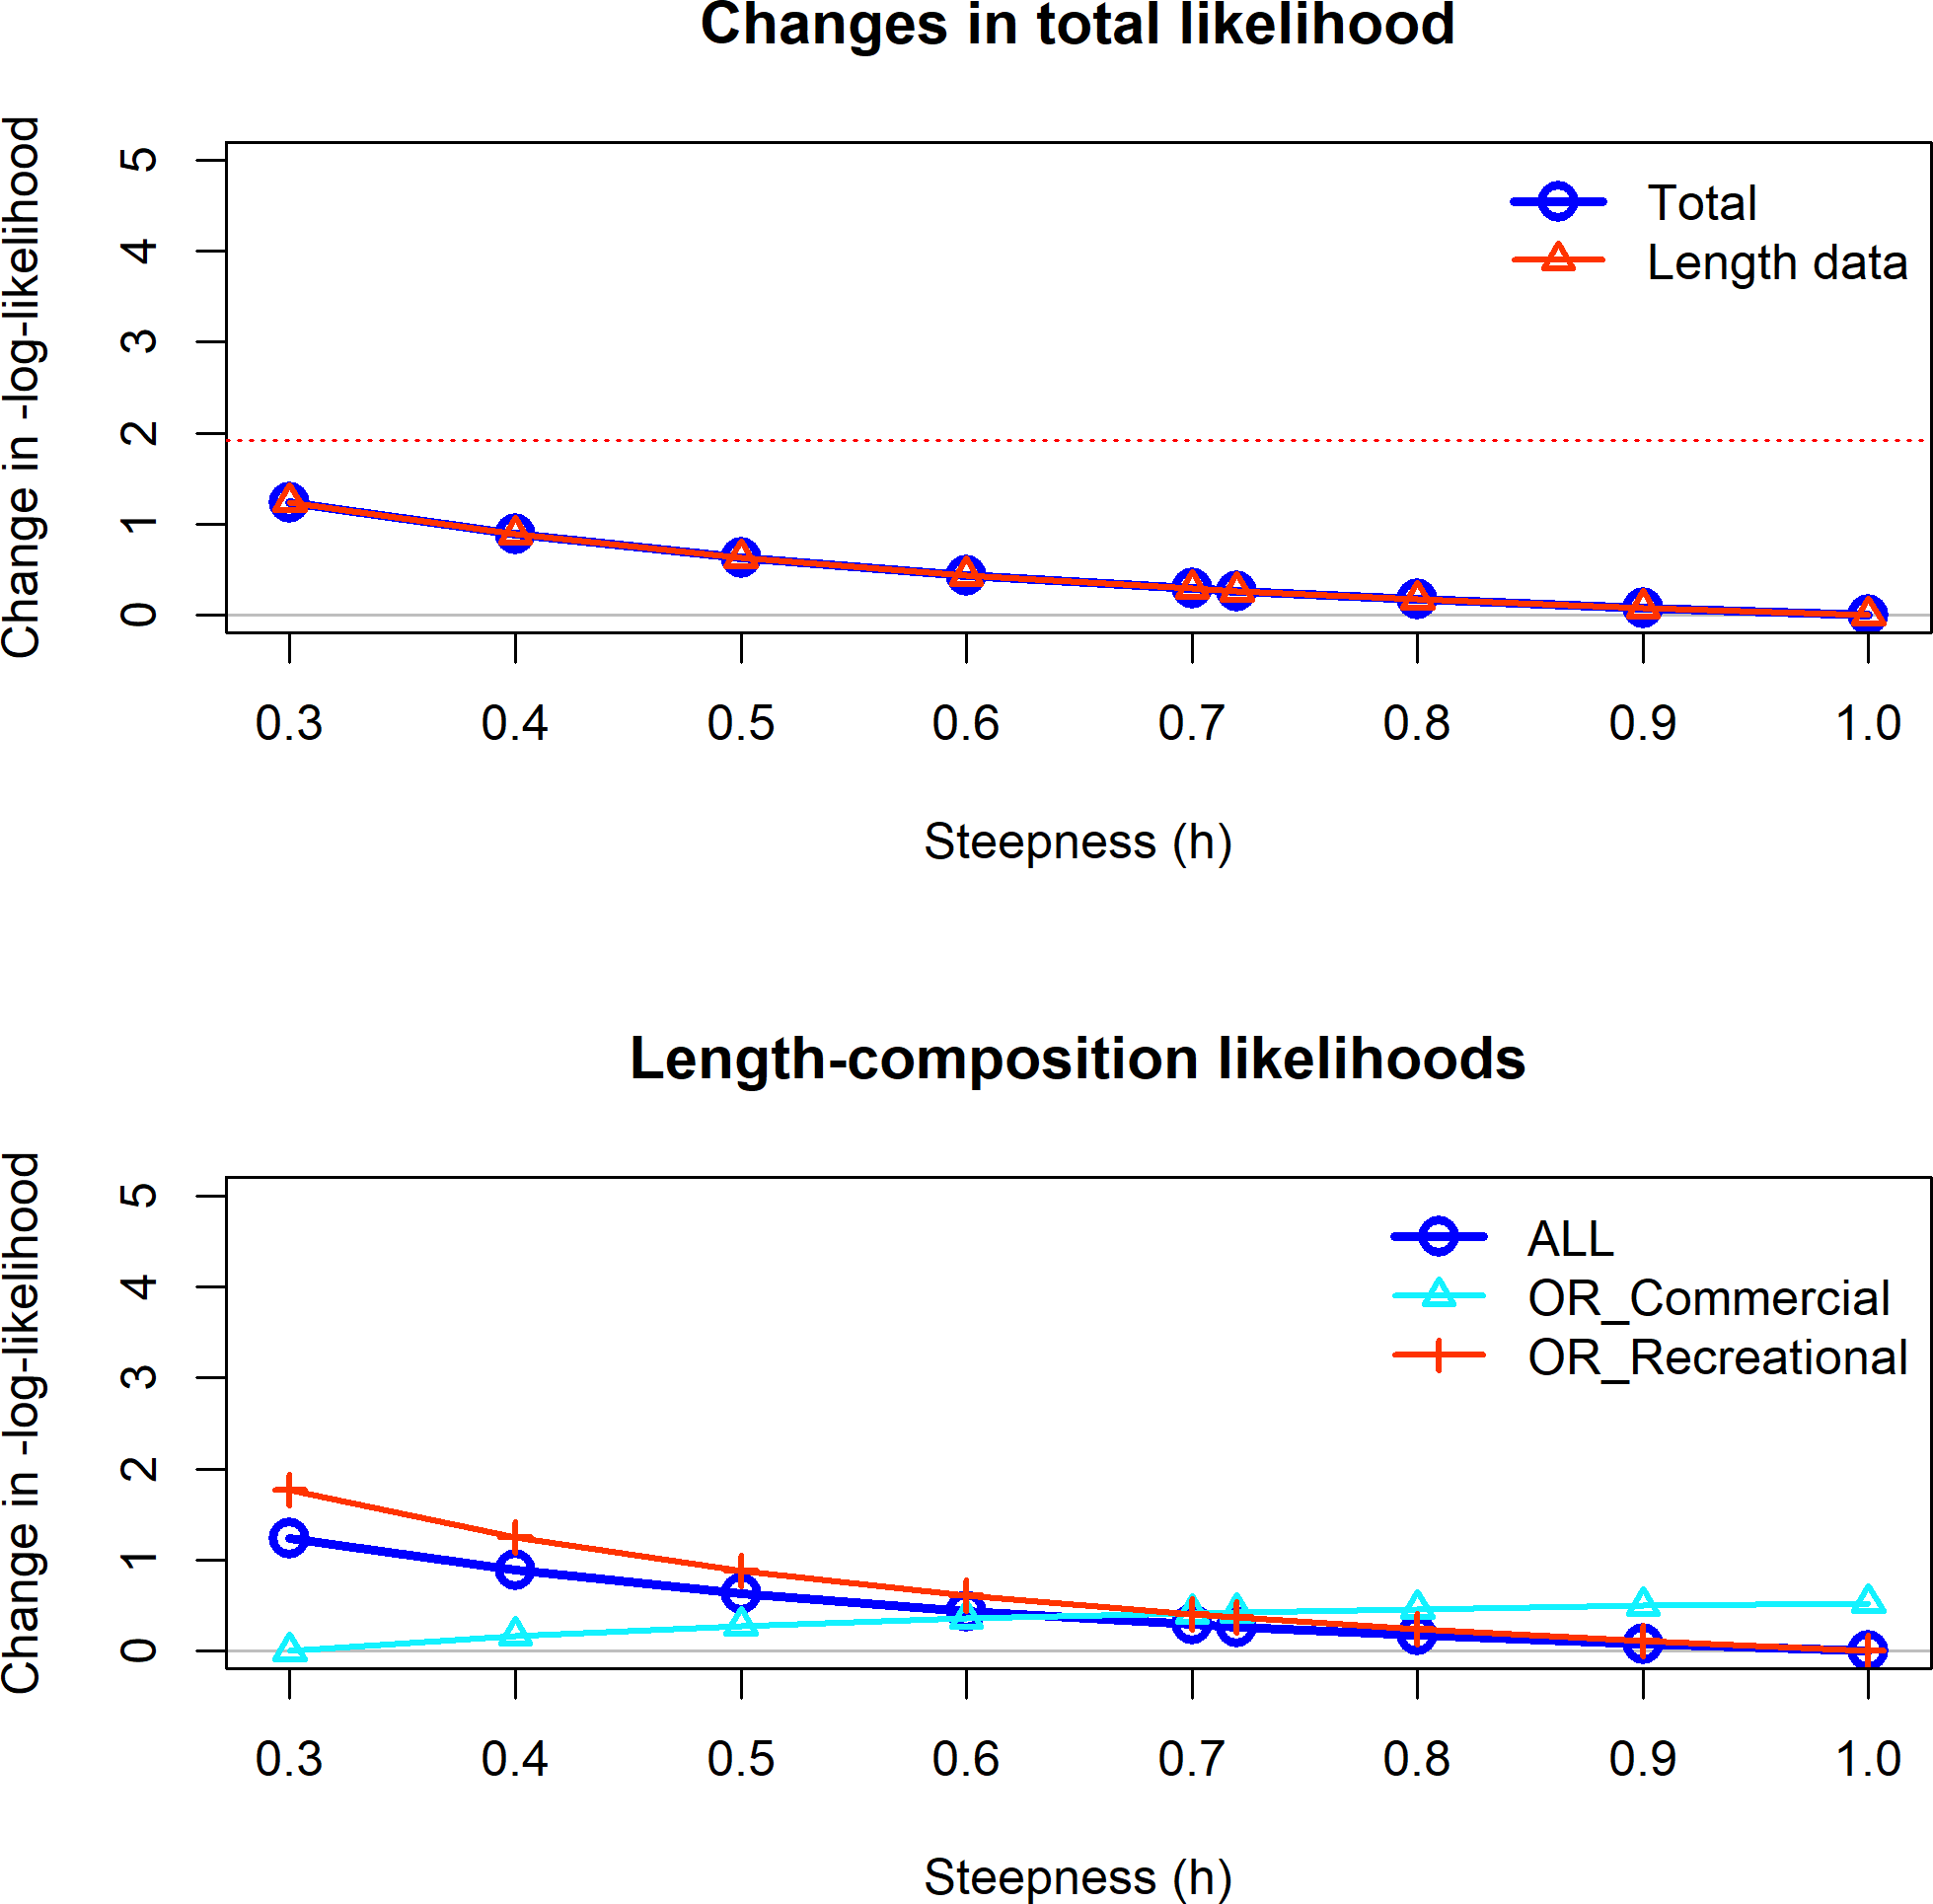 Changes in total likelihood
Change in -log-likelihood
5
4
3
2
1
0
Total
Length data
0.3 0.4 0.5 0.6 0.7 0.8 0.9 1.0
Steepness (h)
Length-composition likelihoods
Change in -log-likelihood
5
4
3
2
1
0
ALL
OR_Commercial
OR_Recreational
0.3 0.4 0.5 0.6 0.7 0.8 0.9 1.0
Steepness (h)